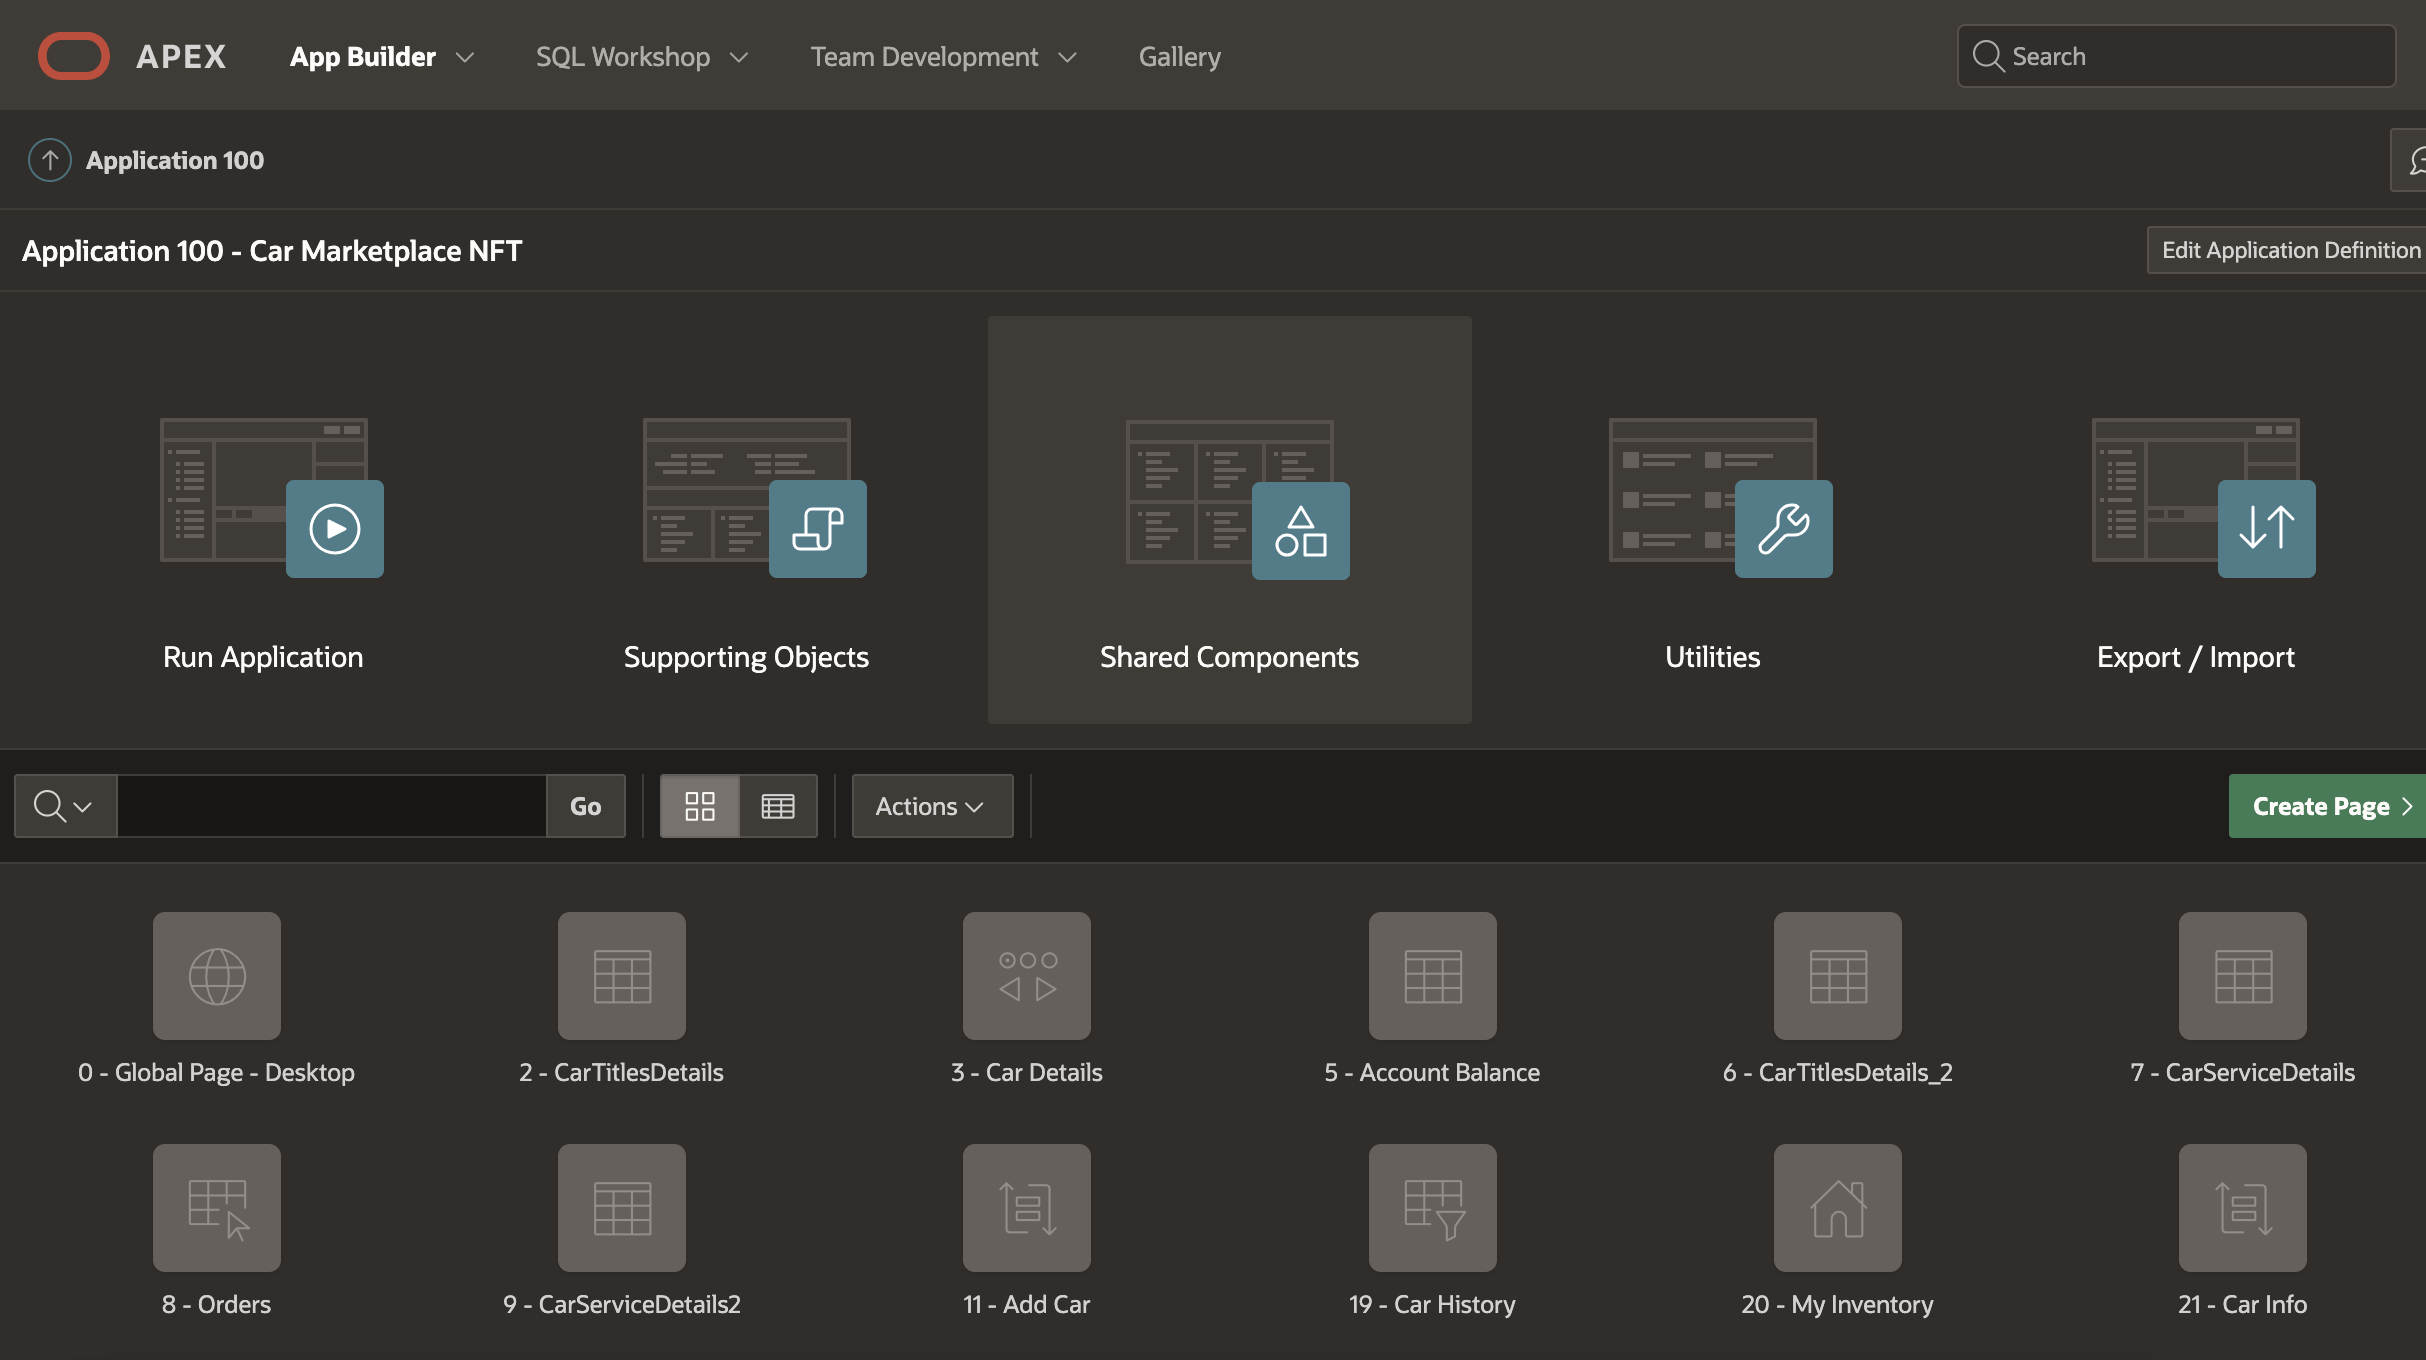 APEX App Builder SQL Workshop Team Development Gallery Search
Application 100
Application 100 - Car Marketplace NFT Edit Application Definition
Run Application Supporting Objects Shared Components Utilities Export / Import
Go Actions Create Page
0 - Global Page - Desktop 2 - CarTitlesDetails 3 - Car Details 5 - Account Balance 6 - CarTitlesDetails_2 7 - CarServiceDetails
8 - Orders 9 - CarServiceDetails2 11 - Add Car 19 - Car History 20 - My Inventory 21 - Car Info